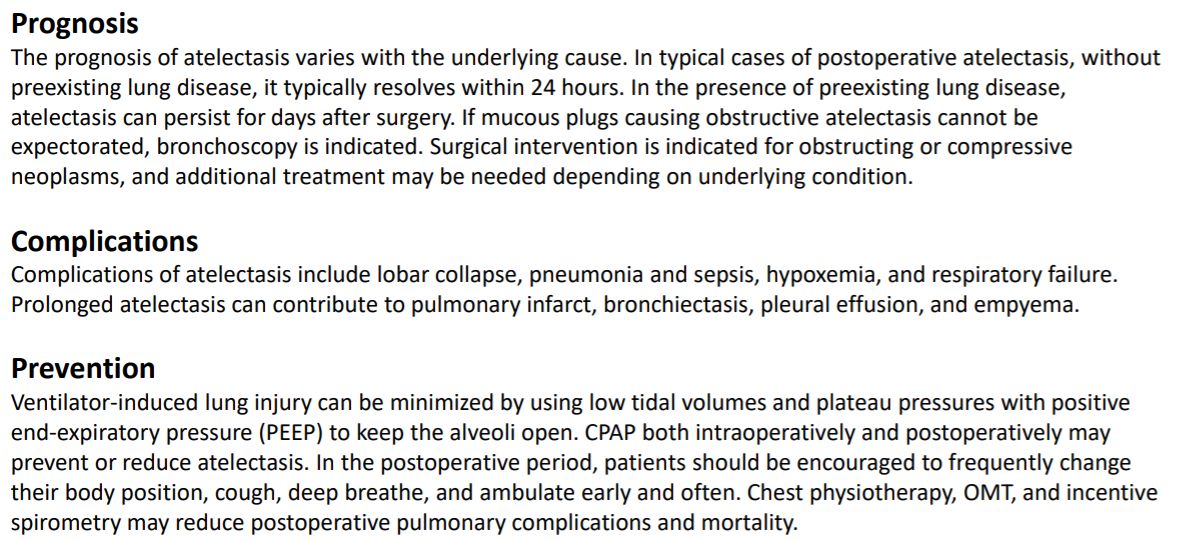 Prognosis
The prognosis of atelectasis varies with the underlying cause. In typical cases of postoperative atelectasis, without
preexisting lung disease, it typically resolves within 24 hours. In the presence of preexisting lung disease,
atelectasis can persist for days after surgery. If mucous plugs causing obstructive atelectasis cannot be
expectorated, bronchoscopy is indicated. Surgical intervention is indicated for obstructing or compressive
neoplasms, and additional treatment may be needed depending on underlying condition.
Complications
Complications of atelectasis include lobar collapse, pneumonia and sepsis, hypoxemia, and respiratory failure.
Prolonged atelectasis can contribute to pulmonary infarct, bronchiectasis, pleural effusion, and empyema.
Prevention
Ventilator-induced lung injury can be minimized by using low tidal volumes and plateau pressures with positive
end-expiratory pressure (PEEP) to keep the alveoli open. CPAP both intraoperatively and postoperatively may
prevent or reduce atelectasis. In the postoperative period, patients should be encouraged to frequently change
their body position, cough, deep breathe, and ambulate early and often. Chest physiotherapy, OMT, and incentive
spirometry may reduce postoperative pulmonary complications and mortality.